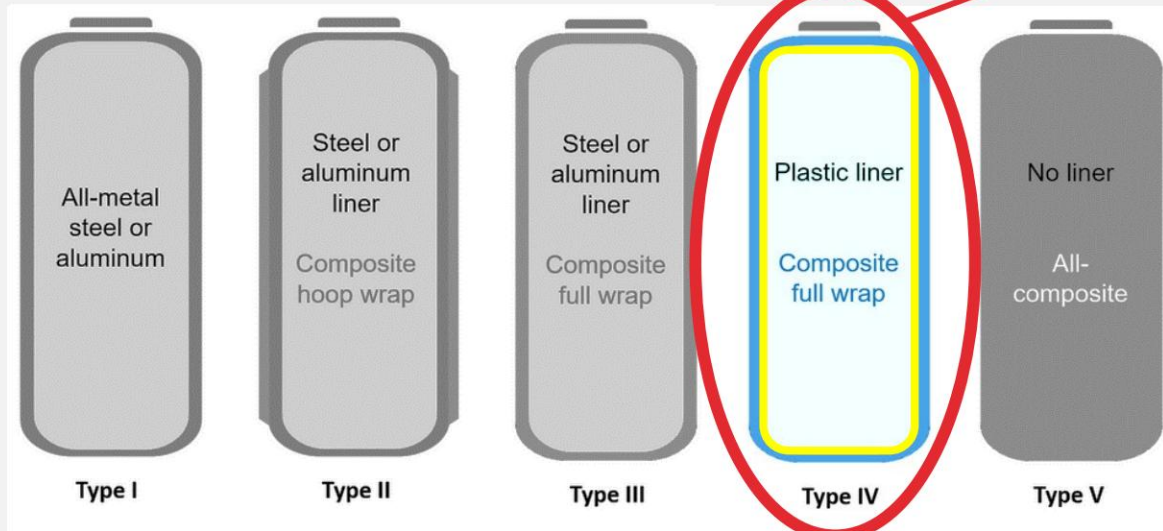 All-metal
steel or
aluminum
Steel or
aluminum
liner
Composite
hoop wrap
Steel or
aluminum
liner
Composite
full wrap
Plastic liner
Composite
full wrap
No liner
All-
composite
Type I
Type II
Type III
Type IV
Type V